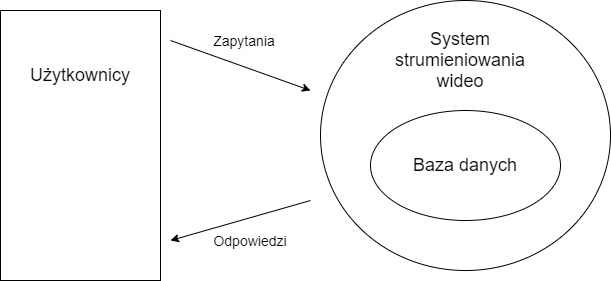 Użytkownicy
Zapytania
System
strumieniowania
wideo
Baza danych
Odpowiedzi